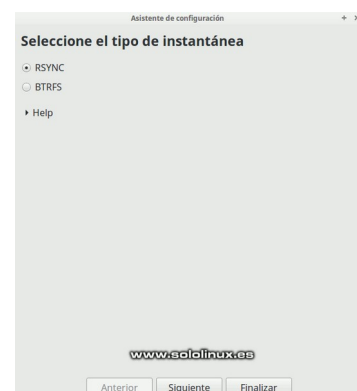 Asistente de configuración
Seleccione el tipo de instantánea
RSYNC
BTRFS
Help
www.sololinux.es
Anterior Siguiente Finalizar